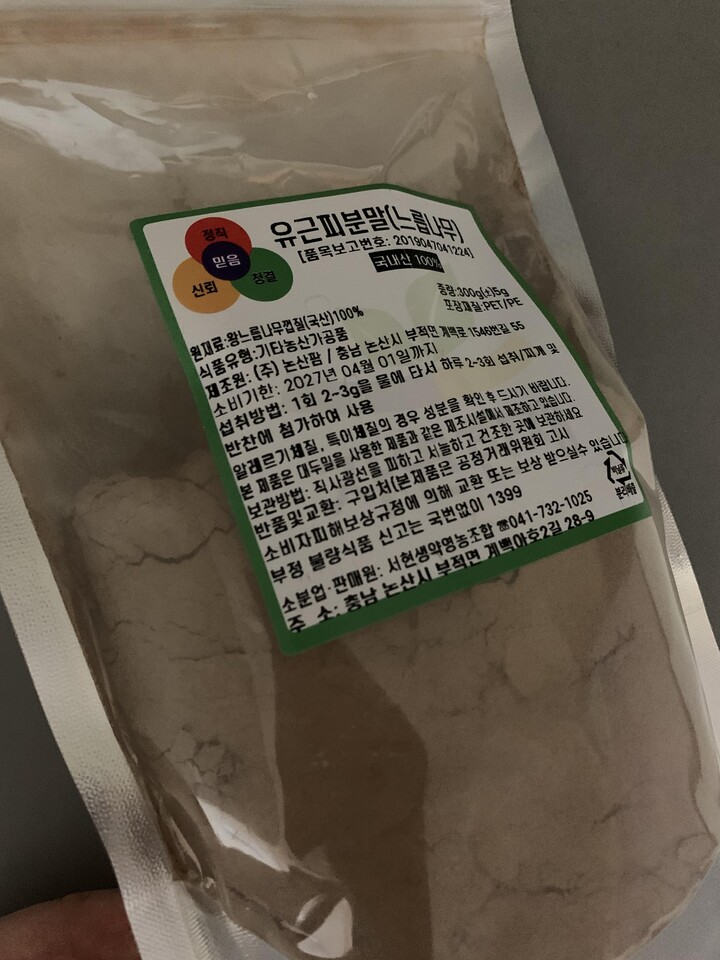 정직
믿음
신뢰
청결
유근피분말(느릅나무)
[품목보고번호: 2019047041224]
국내산 100%
중량:300g(±)5g
포장재질:PET/PE
원재료:왕느릅나무껍질(국산)100%
식품유형:기타농산가공품
제조원: (주) 논산팜 / 충남 논산시 부적면 계백로 1546번길 55
소비기한: 2027년 04월 01일까지
섭취방법: 1회 2~3g을 물에 타서 하루 2-3회 섭취/찌개 및
반찬에 첨가하여 사용
알레르기체질, 특이체질의 경우 성분을 확인 후 드시기 바랍니다.
본 제품은 대두밀을 사용한 제품과 같은 제조시설에서 제조하고 있습니다.
보관방법: 직사광선을 피하고 서늘하고 건조한 곳에 보관하세요
반품및교환: 구입처(본제품은 공정거래위원회 고시
소비자피해보상규정에 의해 교환 또는 보상 받으실수 있습니다
부정 불량식품 신고는 국번없이 1399
소분업·판매원: 서현생약영농조합 ☎041-732-1025
주 소: 충남 논산시 부적면 계백아호2길 28-9
분리배출